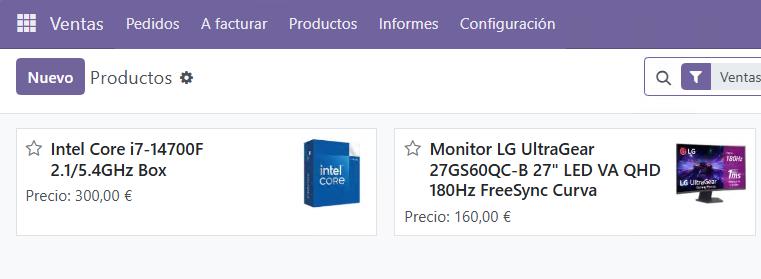 Ventas Pedidos A facturar Productos Informes Configuración
Nuevo Productos Ventas
Intel Core i7-14700F
2.1/5.4GHz Box
Precio: 300,00 €
intel
CORE
Monitor LG UltraGear
27GS60QC-B 27" LED VA QHD
180Hz FreeSync Curva
Precio: 160,00 €
LG
180Hz
1ms
LG UltraGear